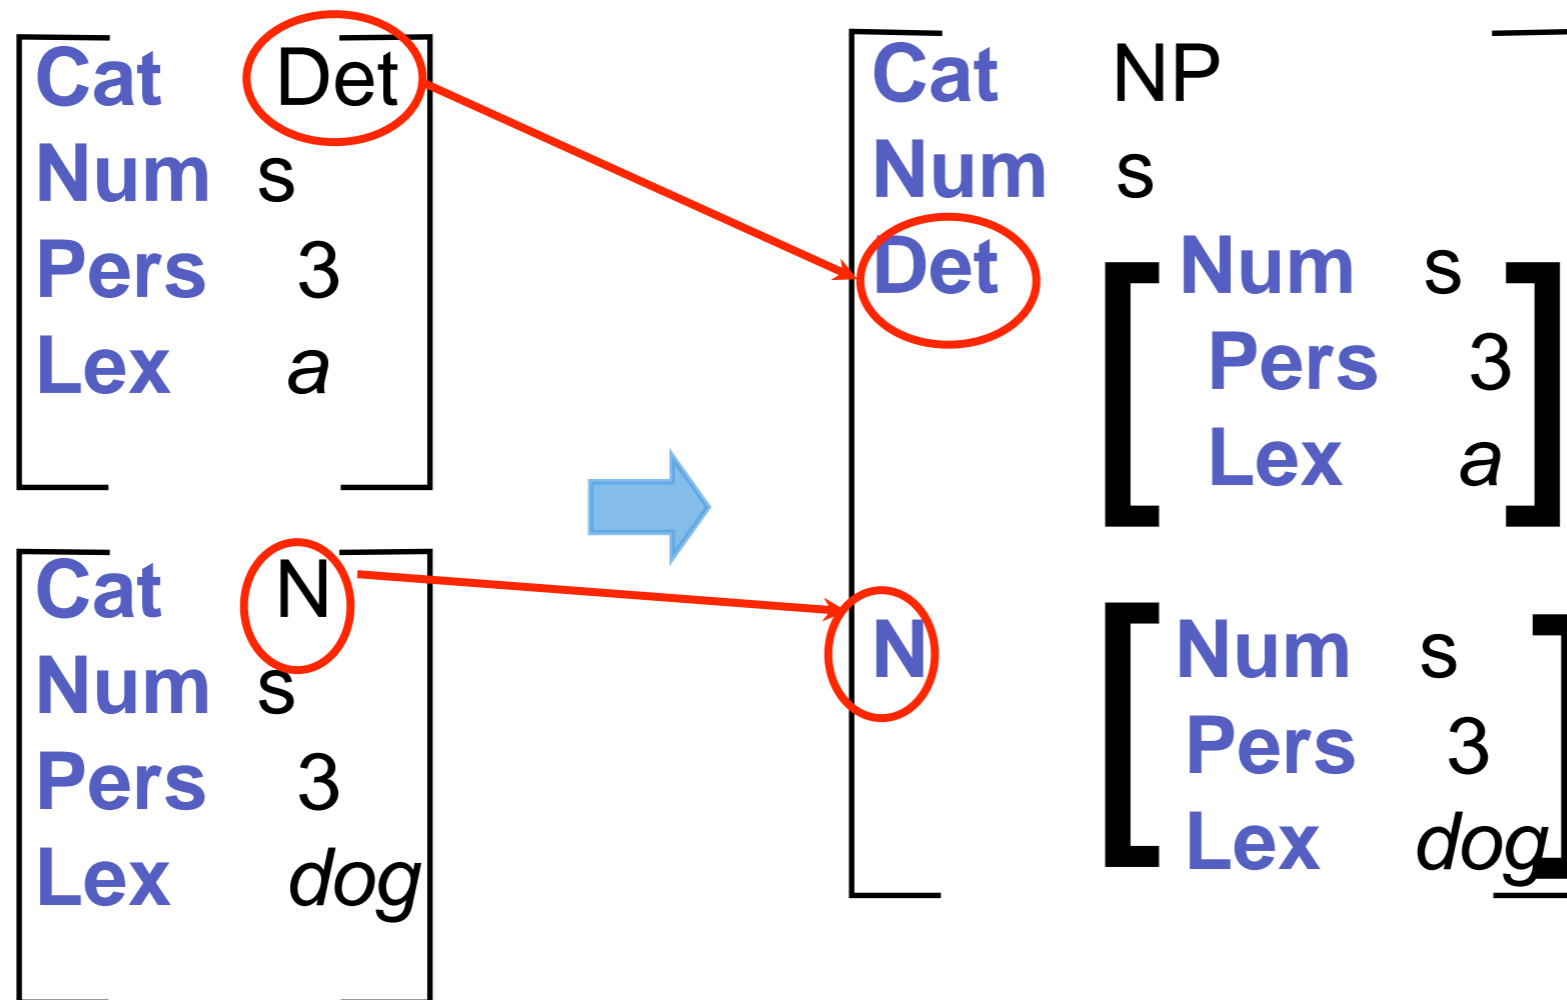 Cat Det
Num s
Pers 3
Lex a
Cat N
Num s
Pers 3
Lex dog
Cat NP
Num s
Det Num s
Pers 3
Lex a
N Num s
Pers 3
Lex dog